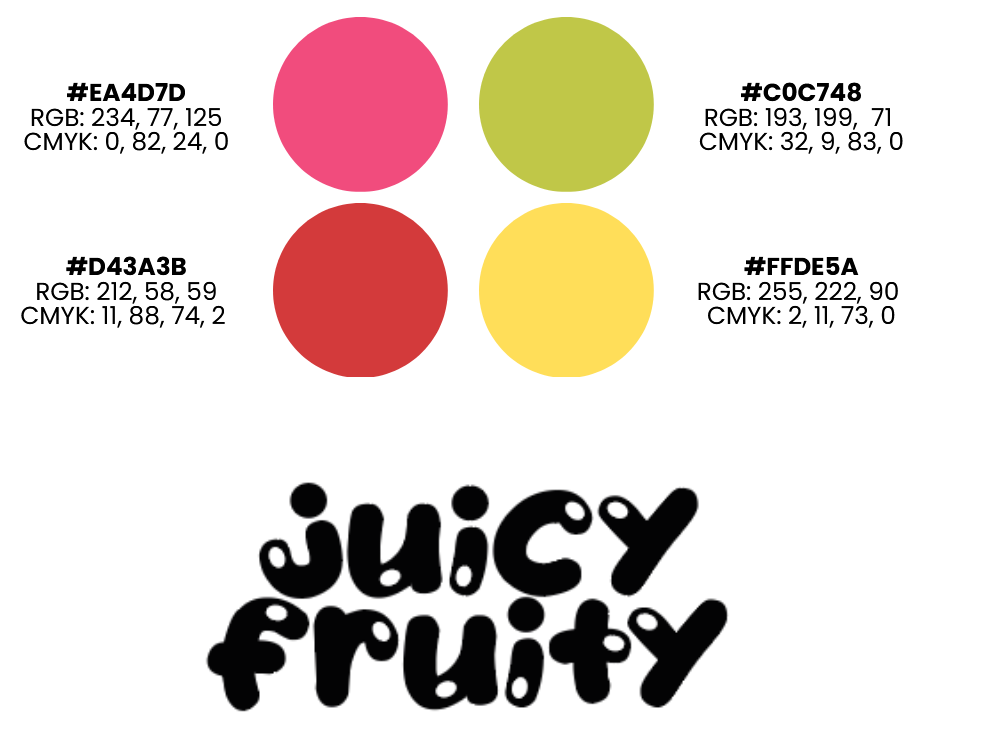 #EA4D7D
RGB: 234, 77, 125
CMYK: 0, 82, 24, 0
#C0C748
RGB: 193, 199,  71
CMYK: 32, 9, 83, 0
#D43A3B
RGB: 212, 58, 59
CMYK: 11, 88, 74, 2
#FFDE5A
RGB: 255, 222, 90
CMYK: 2, 11, 73, 0
juicy
fruity